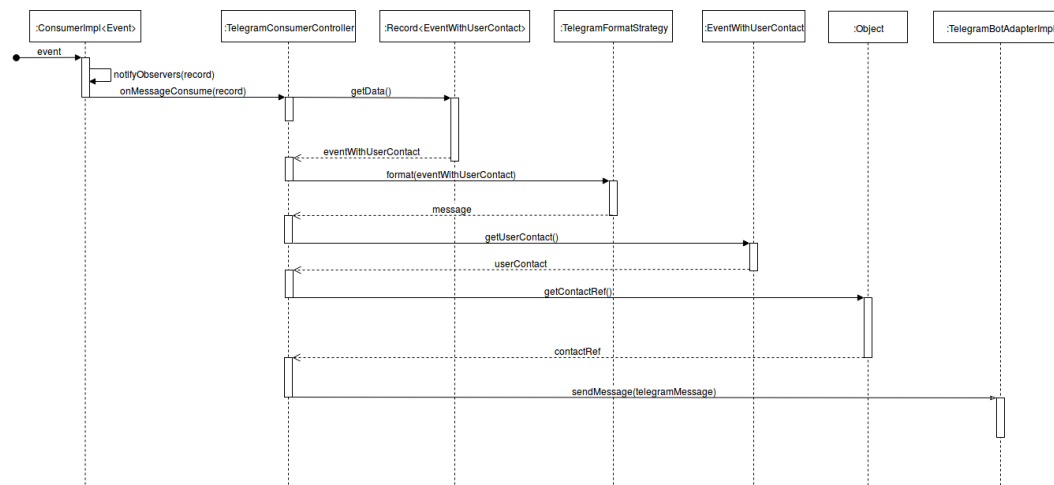 :ConsumerImpl<Event>
:TelegramConsumerController
:Record<EventWithUserContact>
:TelegramFormatStrategy
:EventWithUserContact
:Object
:TelegramBotAdapterImpl
event
notifyObservers(record)
onMessageConsume(record)
getData()
eventWithUserContact
format(eventWithUserContact)
message
getUserContact()
userContact
getContactRef()
contactRef
sendMessage(telegramMessage)